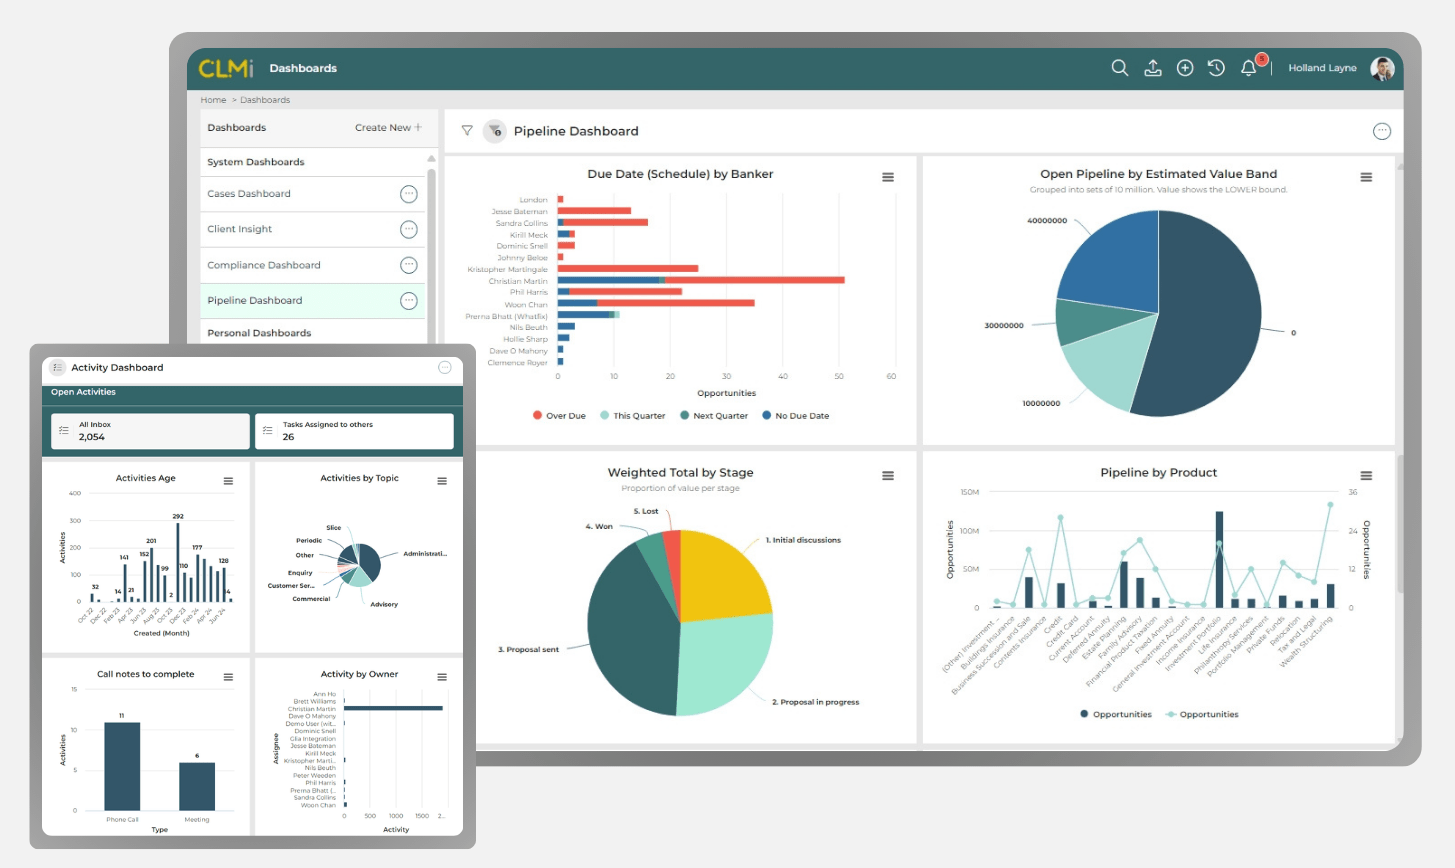 CLMi Dashboards
5
Holland Layne
Home > Dashboards
Dashboards Create New +
System Dashboards
Cases Dashboard
Client Insight
Compliance Dashboard
Pipeline Dashboard
Personal Dashboards
Pipeline Dashboard
Due Date (Schedule) by Banker
London
Jesse Bateman
Sandra Collins
Kirill Meck
Dominic Snell
Johnny Beloe
Kristopher Martingale
Christian Martin
Phil Harris
Woon Chan
Prerna Bhatt (Whatfix)
Nils Beuth
Hollie Sharp
Dave O Mahony
Clemence Royer
0 10 20 30 40 50 60
Opportunities
Over Due This Quarter Next Quarter No Due Date
Open Pipeline by Estimated Value Band
Grouped into sets of 10 million. Value shows the LOWER bound.
40000000
30000000
0
10000000
Weighted Total by Stage
Proportion of value per stage
5. Lost
4. Won
1. Initial discussions
3. Proposal sent
2. Proposal in progress
Pipeline by Product
150M
100M
50M
0
Opportunities
36
24
12
0
Opportunities
(Other) Investment ...
Buildings Insurance
Business Succession and Sale
Contents Insurance
Credit
Credit Card
Current Account
Deferred Annuity
Estate Planning
Family Advisory
Financial Product Taxation
Fixed Annuity
General Investment Account
Income Insurance
Investment Portfolio
Life Insurance
Philanthropy Services
Portfolio Management
Private Funds
Relocation
Tax and Legal
Wealth Structuring
Opportunities Opportunities
Activity Dashboard
Open Activities
All Inbox
2,054
Tasks Assigned to others
26
Activities Age
400
300
200
100
0
Activities
32
14
141
21
152
201
99
2
292
110
177
128
Oct 22
Dec 22
Feb 23
Apr 23
Jun 23
Aug 23
Oct 23
Dec 23
Feb 24
Apr 24
Jun 24
Created (Month)
Activities by Topic
Slice
Periodic
Other
Enquiry
Customer Ser...
Commercial
Administrati...
Advisory
Call notes to complete
15
10
5
0
Activities
11
6
Phone Call Meeting
Type
Activity by Owner
Assignee
Ann Ho
Brett Williams
Christian Martin
Dave O Mahony
Demo User (wit...
Dominic Snell
Glia Integration
Jesse Bateman
Kirill Meck
Kristopher Marti...
Nils Beuth
Peter Weeden
Phil Harris
Prerna Bhatt (...
Sandra Collins
Woon Chan
0 500 1000 1500 2...
Activity